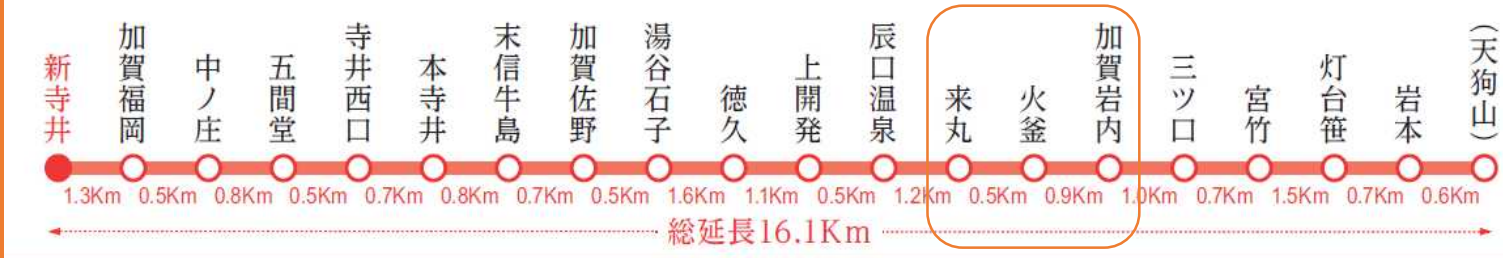 新寺井
加賀福岡
中ノ庄
五間堂
寺井西口
本寺井
末信牛島
加賀佐野
湯谷石子
徳久
上開発
辰口温泉
来丸
火釜
加賀岩内
三ツ口
宮竹
灯台笹
岩本
(天狗山)
1.3Km 0.5Km 0.8Km 0.5Km 0.7Km 0.8Km 0.7Km 0.5Km 1.6Km 1.1Km 0.5Km 1.2Km 0.5Km 0.9Km 1.0Km 0.7Km 1.5Km 0.7Km 0.6Km
総延長16.1Km